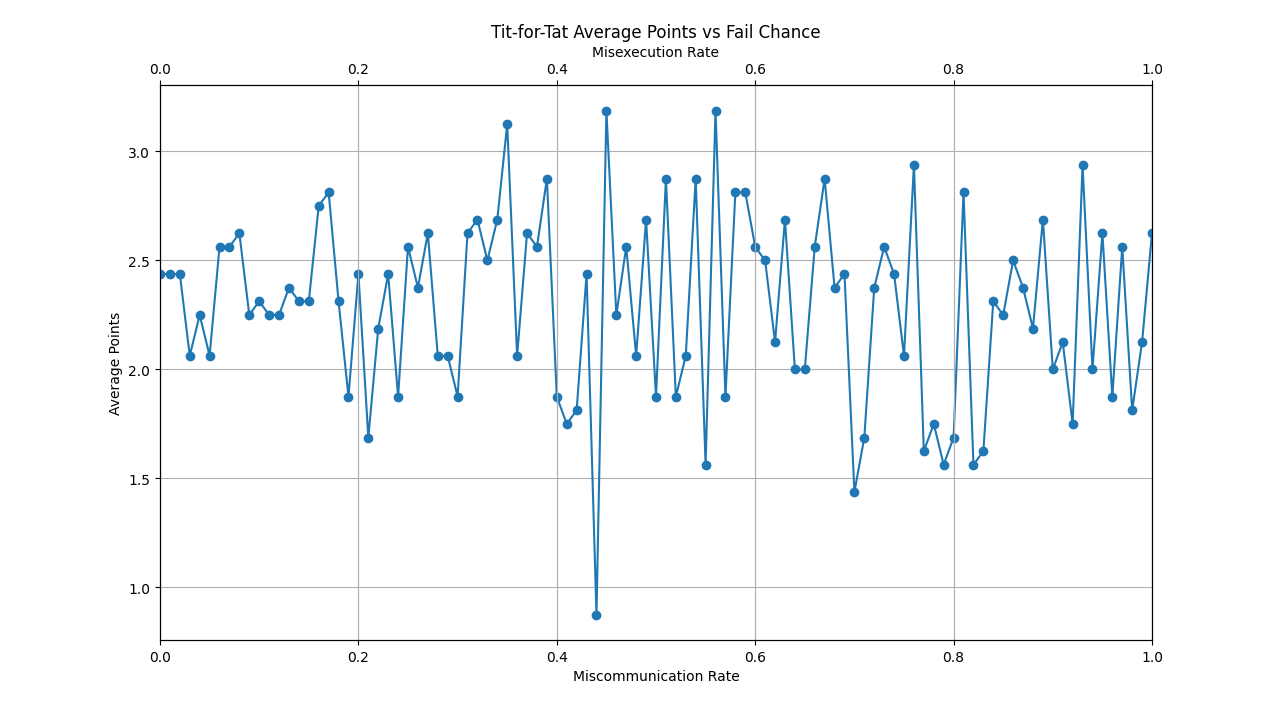 Tit-for-Tat Average Points vs Fail Chance
Misexecution Rate
0.0 0.2 0.4 0.6 0.8 1.0
3.0
2.5
2.0
1.5
1.0
Average Points
0.0 0.2 0.4 0.6 0.8 1.0
Miscommunication Rate